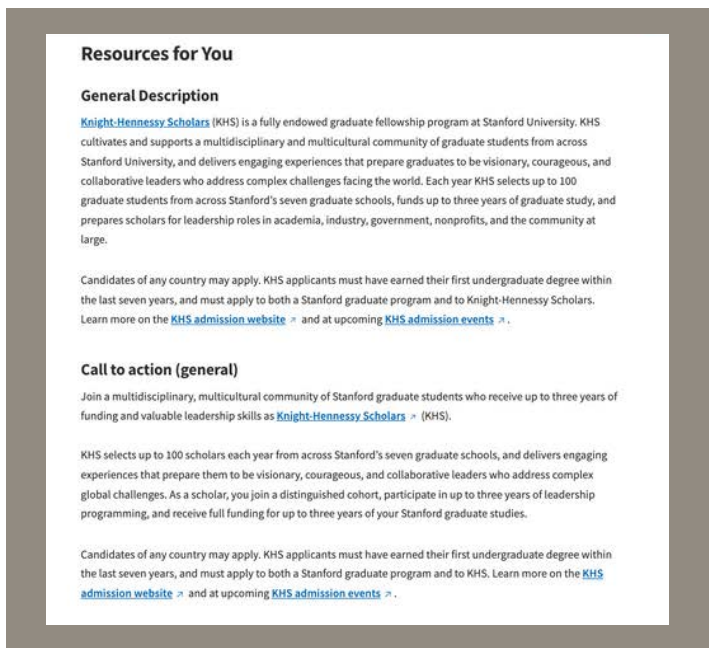 Resources for You
General Description
Knight-Hennessy Scholars (KHS) is a fully endowed graduate fellowship program at Stanford University. KHS
cultivates and supports a multidisciplinary and multicultural community of graduate students from across
Stanford University, and delivers engaging experiences that prepare graduates to be visionary, courageous, and
collaborative leaders who address complex challenges facing the world. Each year KHS selects up to 100
graduate students from across Stanford's seven graduate schools, funds up to three years of graduate study, and
prepares scholars for leadership roles in academia, industry, government, nonprofits, and the community at
large.
Candidates of any country may apply. KHS applicants must have earned their first undergraduate degree within
the last seven years, and must apply to both a Stanford graduate program and to Knight-Hennessy Scholars.
Learn more on the KHS admission website ↗ and at upcoming KHS admission events ↗ .
Call to action (general)
Join a multidisciplinary, multicultural community of Stanford graduate students who receive up to three years of
funding and valuable leadership skills as Knight-Hennessy Scholars ↗ (KHS).
KHS selects up to 100 scholars each year from across Stanford's seven graduate schools, and delivers engaging
experiences that prepare them to be visionary, courageous, and collaborative leaders who address complex
global challenges. As a scholar, you join a distinguished cohort, participate in up to three years of leadership
programming, and receive full funding for up to three years of your Stanford graduate studies.
Candidates of any country may apply. KHS applicants must have earned their first undergraduate degree within
the last seven years, and must apply to both a Stanford graduate program and to KHS. Learn more on the KHS
admission website ↗ and at upcoming KHS admission events ↗ .